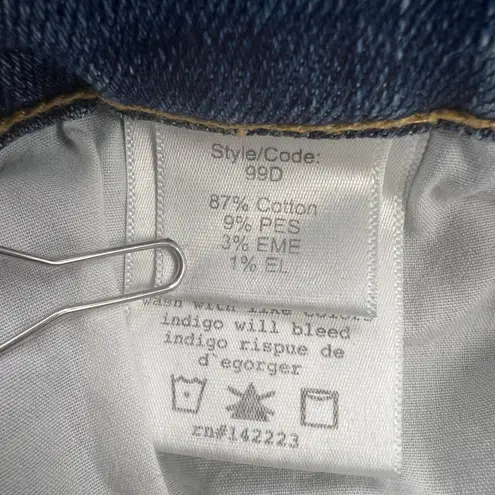 Style/Code:
99D
87% Cotton
9% PES
3% EME
1% EL
wash with like colors
indigo will bleed
indigo rispue de
d`egorger
rn#142223